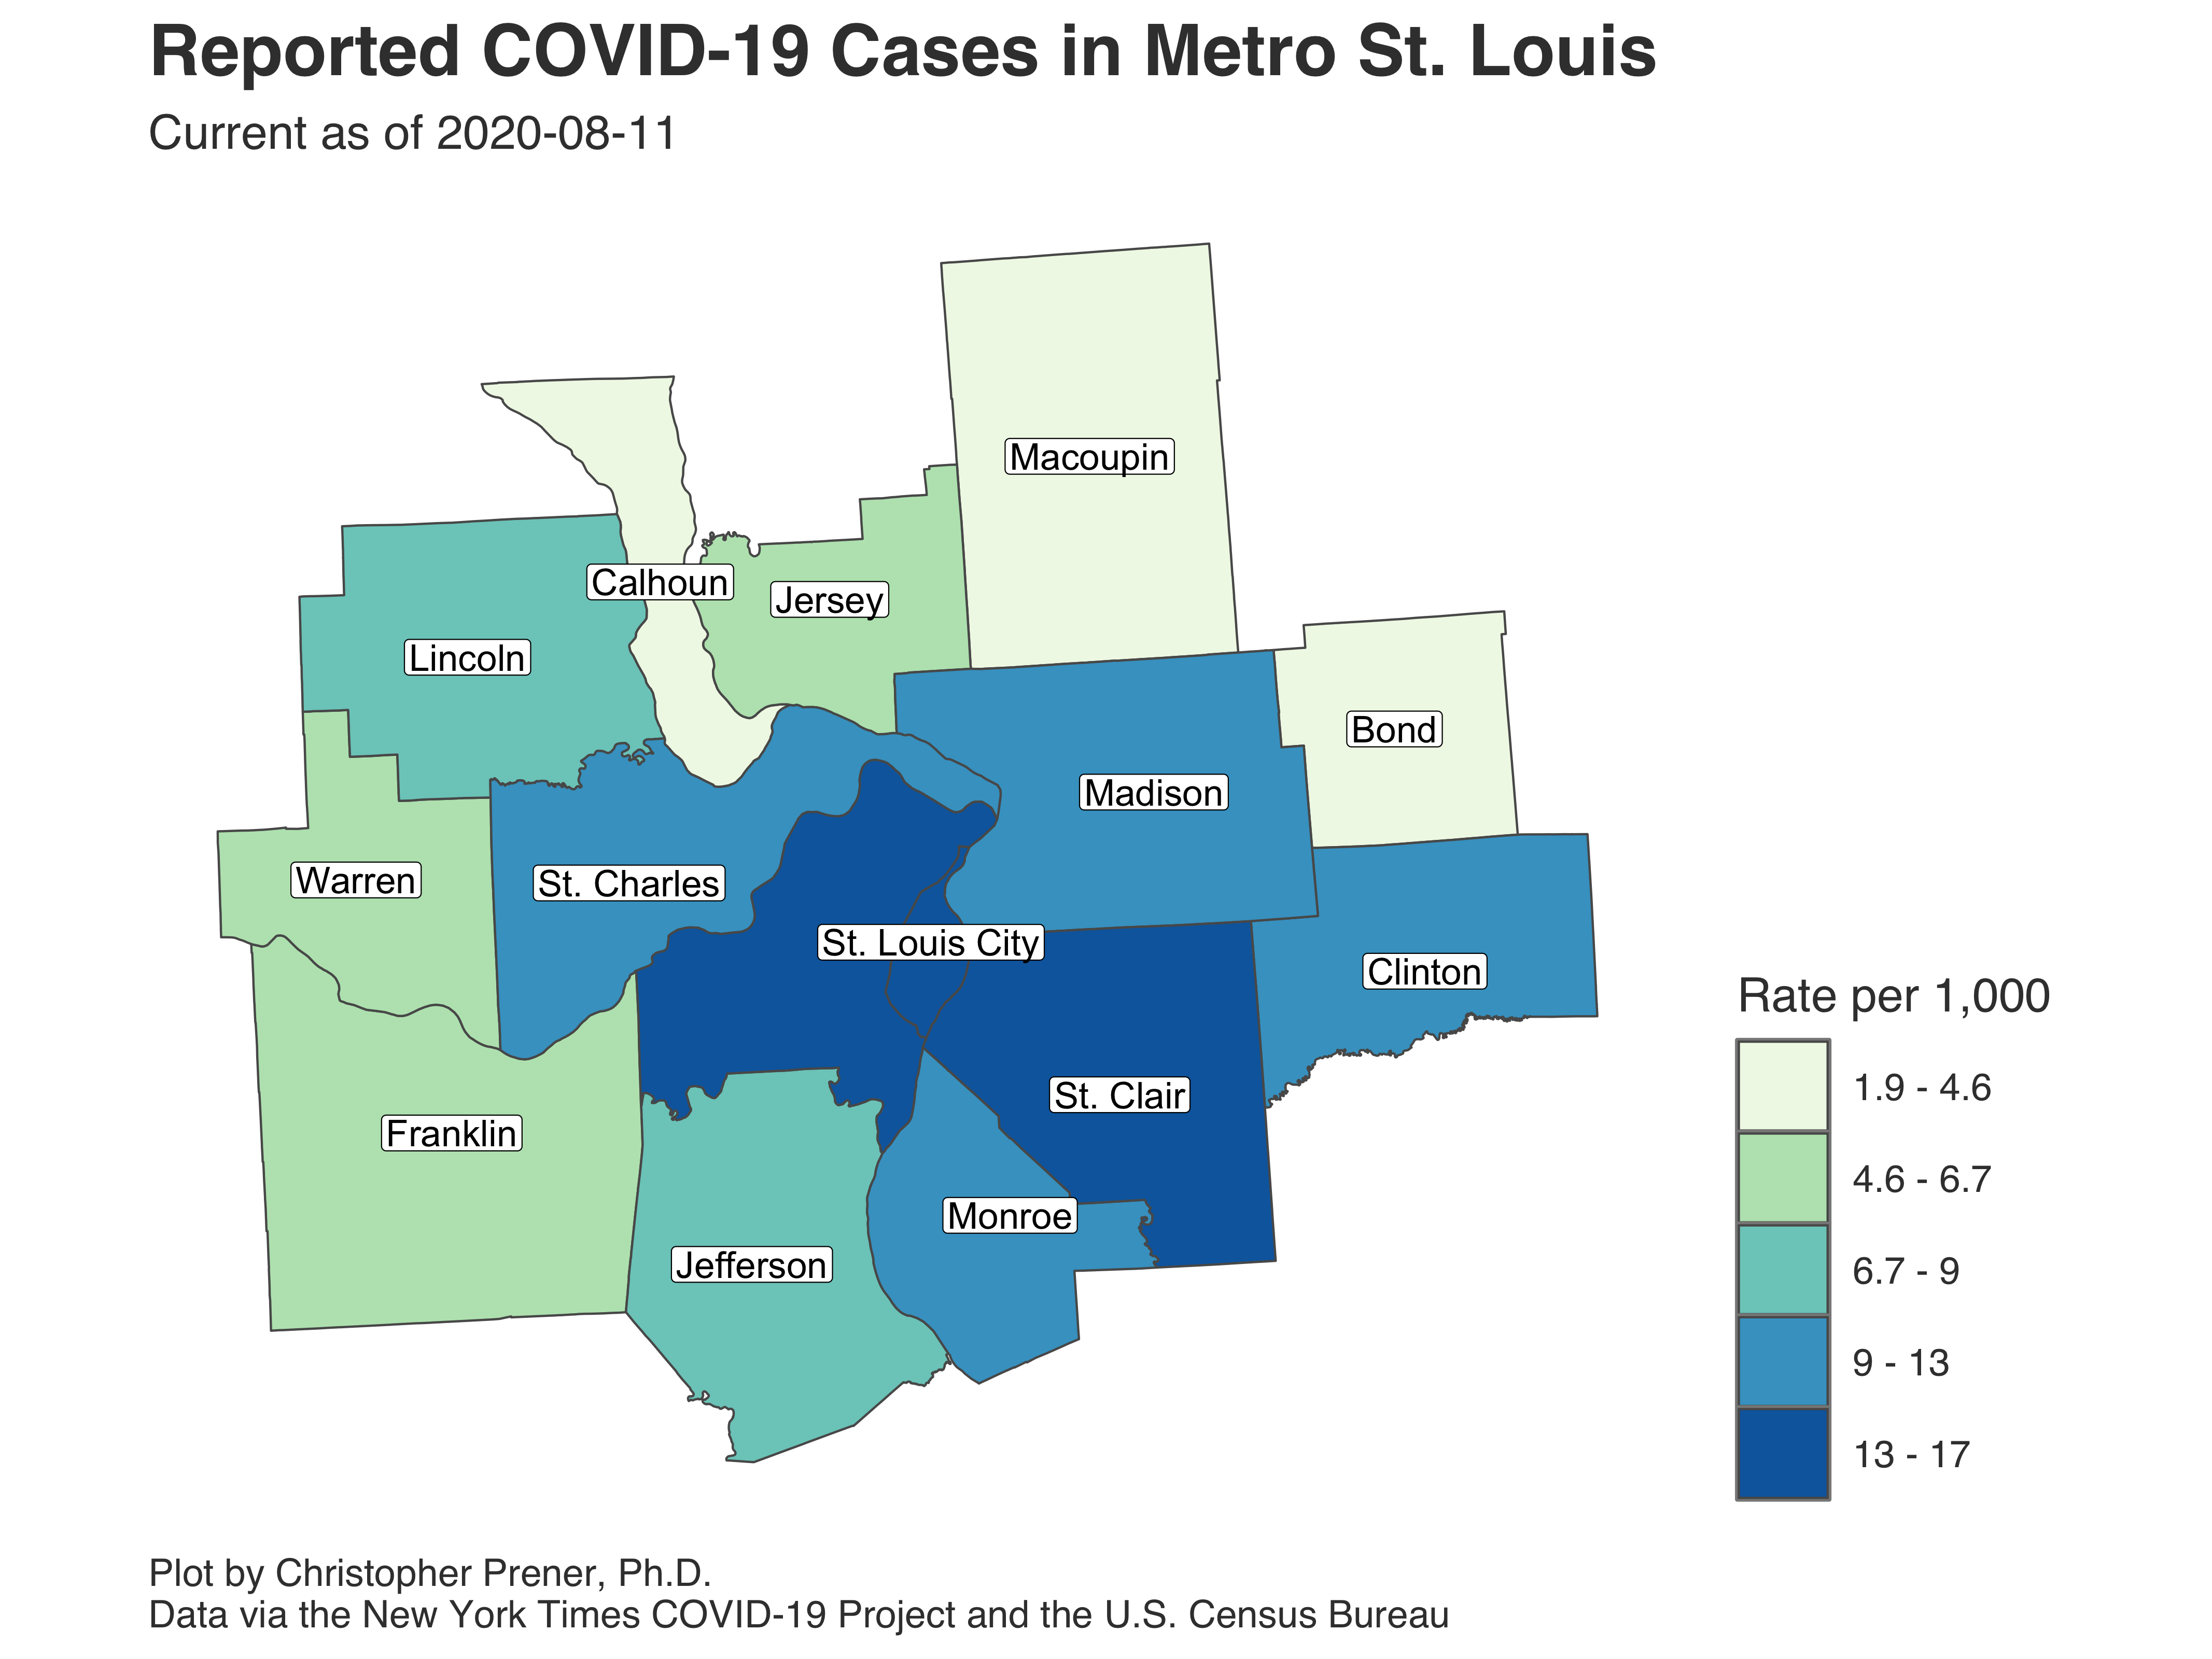 Reported COVID-19 Cases in Metro St. Louis
Current as of 2020-08-11
Macoupin
Calhoun
Jersey
Lincoln
Bond
Madison
Warren
St. Charles
St. Louis City
Clinton
St. Clair
Franklin
Monroe
Jefferson
Rate per 1,000
1.9 - 4.6
4.6 - 6.7
6.7 - 9
9 - 13
13 - 17
Plot by Christopher Prener, Ph.D.
Data via the New York Times COVID-19 Project and the U.S. Census Bureau